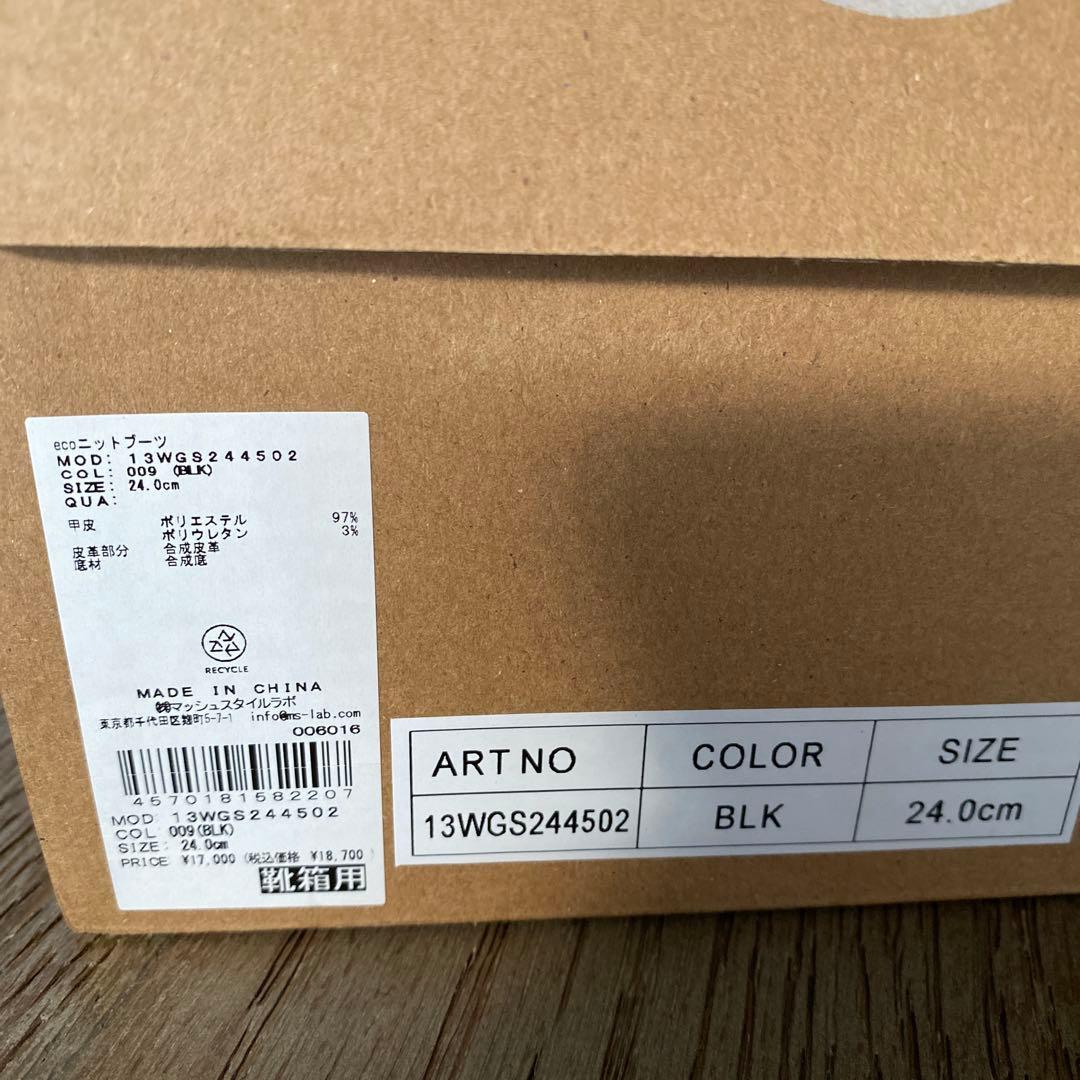 ecoニットブーツ
MOD: 13WGS244502
COL: 009 (BLK)
SIZE: 24.0cm
QUA:
甲皮 ポリエステル 97%
ポリウレタン 3%
皮革部分 合成皮革
底材 合成底
RECYCLE
MADE IN CHINA
㈱マッシュスタイルラボ
東京都千代田区麹町5-7-1 info@ms-lab.com
006016
4570181582207
MOD 13WGS244502
COL 009(BLK)
SIZE: 24.0cm
PRICE ¥17,000 (税込価格 ¥18,700)
靴箱用
ART NO COLOR SIZE
13WGS244502 BLK 24.0cm